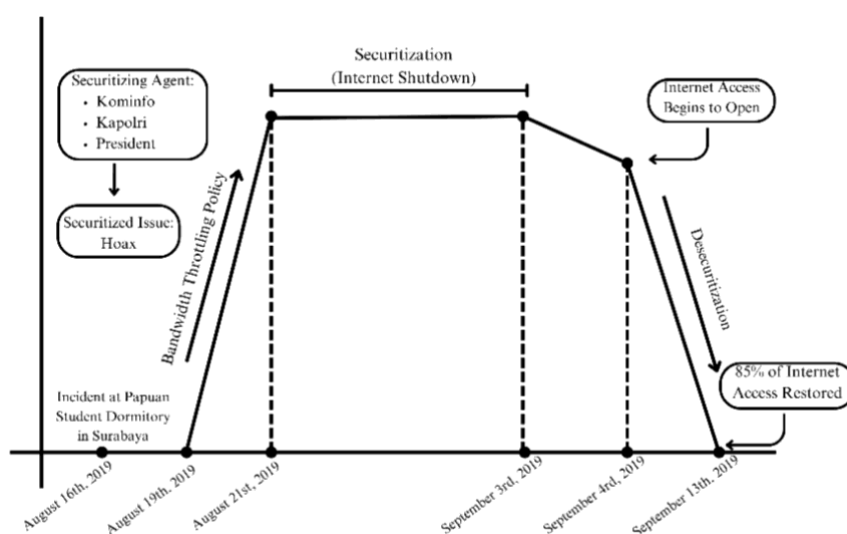 Securitization
(Internet Shutdown)
Securitizing Agent:
• Kominfo
• Kapolri
• President
Securitized Issue:
Hoax
Bandwidth Throttling Policy
Internet Access
Begins to Open
Desecuritization
85% of Internet
Access Restored
Incident at Papuan
Student Dormitory
in Surabaya
August 16th, 2019
August 19th, 2019
August 21st, 2019
September 3rd, 2019
September 4rd, 2019
September 13th, 2019